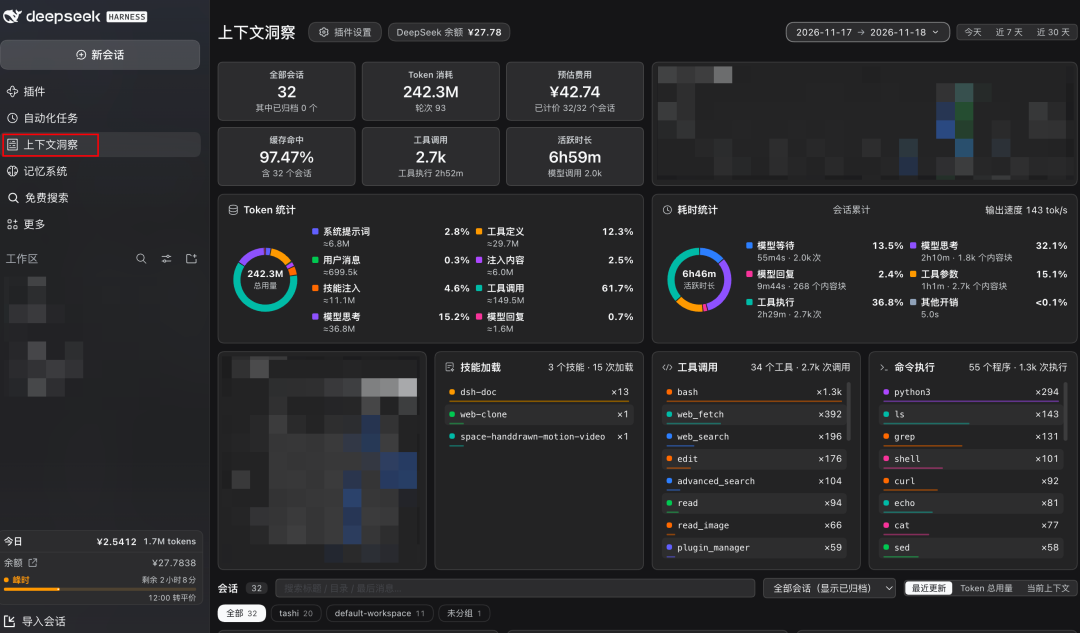 deepseek HARNESS
新会话
插件
自动化任务
上下文洞察
记忆系统
免费搜索
更多
工作区
今日 ¥2.5412 1.7M tokens
余额 ¥27.7838
峰时 剩余 2小时8分
12:00 转平价
导入会话
上下文洞察 插件设置 DeepSeek 余额 ¥27.78 2026-11-17 → 2026-11-18 今天 近 7 天 近 30 天
全部会话
32
其中已归档 0 个
Token 消耗
242.3M
轮次 93
预估费用
¥42.74
已计价 32/32 个会话
缓存命中
97.47%
含 32 个会话
工具调用
2.7k
工具执行 2h52m
活跃时长
6h59m
模型调用 2.0k
Token 统计
242.3M
总用量
系统提示词 2.8%
≈6.8M
工具定义 12.3%
≈29.7M
用户消息 0.3%
≈699.5k
注入内容 2.5%
≈6.0M
技能注入 4.6%
≈11.1M
工具调用 61.7%
≈149.5M
模型思考 15.2%
≈36.8M
模型回复 0.7%
≈1.6M
耗时统计 会话累计 输出速度 143 tok/s
6h46m
活跃时长
模型等待 13.5%
55m4s · 2.0k次
模型思考 32.1%
2h10m · 1.8k 个内容块
模型回复 2.4%
9m44s · 268 个内容块
工具参数 15.1%
1h1m · 2.7k 个内容块
工具执行 36.8%
2h29m · 2.7k次
其他开销 <0.1%
5.0s
技能加载 3 个技能 · 15 次加载
dsh-doc ×13
web-clone ×1
space-handdrawn-motion-video ×1
工具调用 34 个工具 · 2.7k 次调用
bash ×1.3k
web_fetch ×392
web_search ×196
edit ×176
advanced_search ×104
read ×94
read_image ×66
plugin_manager ×59
命令执行 55 个程序 · 1.3k 次执行
python3 ×294
ls ×143
grep ×131
shell ×101
curl ×92
echo ×81
cat ×77
sed ×58
会话 32 搜索标题 / 目录 / 最后消息... 全部会话（显示已归档） 最近更新 Token 总用量 当前上下文
全部 32 tashi 20 default-workspace 11 未分组 1